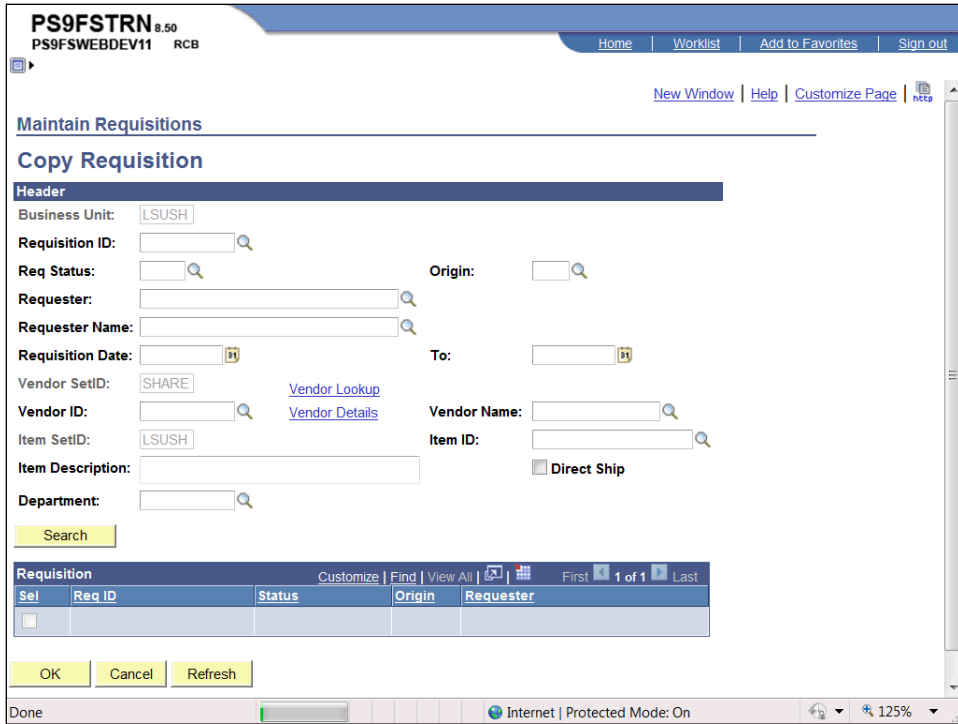 PS9FSTRN 8.50
PS9FSWEBDEV11 RCB
Home | Worklist | Add to Favorites | Sign out
New Window | Help | Customize Page | http
Maintain Requisitions
Copy Requisition
Header
Business Unit: LSUSH
Requisition ID:
Req Status: Origin:
Requester:
Requester Name:
Requisition Date: 31 To: 31
Vendor SetID: SHARE Vendor Lookup
Vendor ID: Vendor Details Vendor Name:
Item SetID: LSUSH Item ID:
Item Description: Direct Ship
Department:
Search
Requisition Customize | Find | View All | First 1 of 1 Last
Sel Req ID Status Origin Requester
OK Cancel Refresh
Done Internet | Protected Mode: On 125%